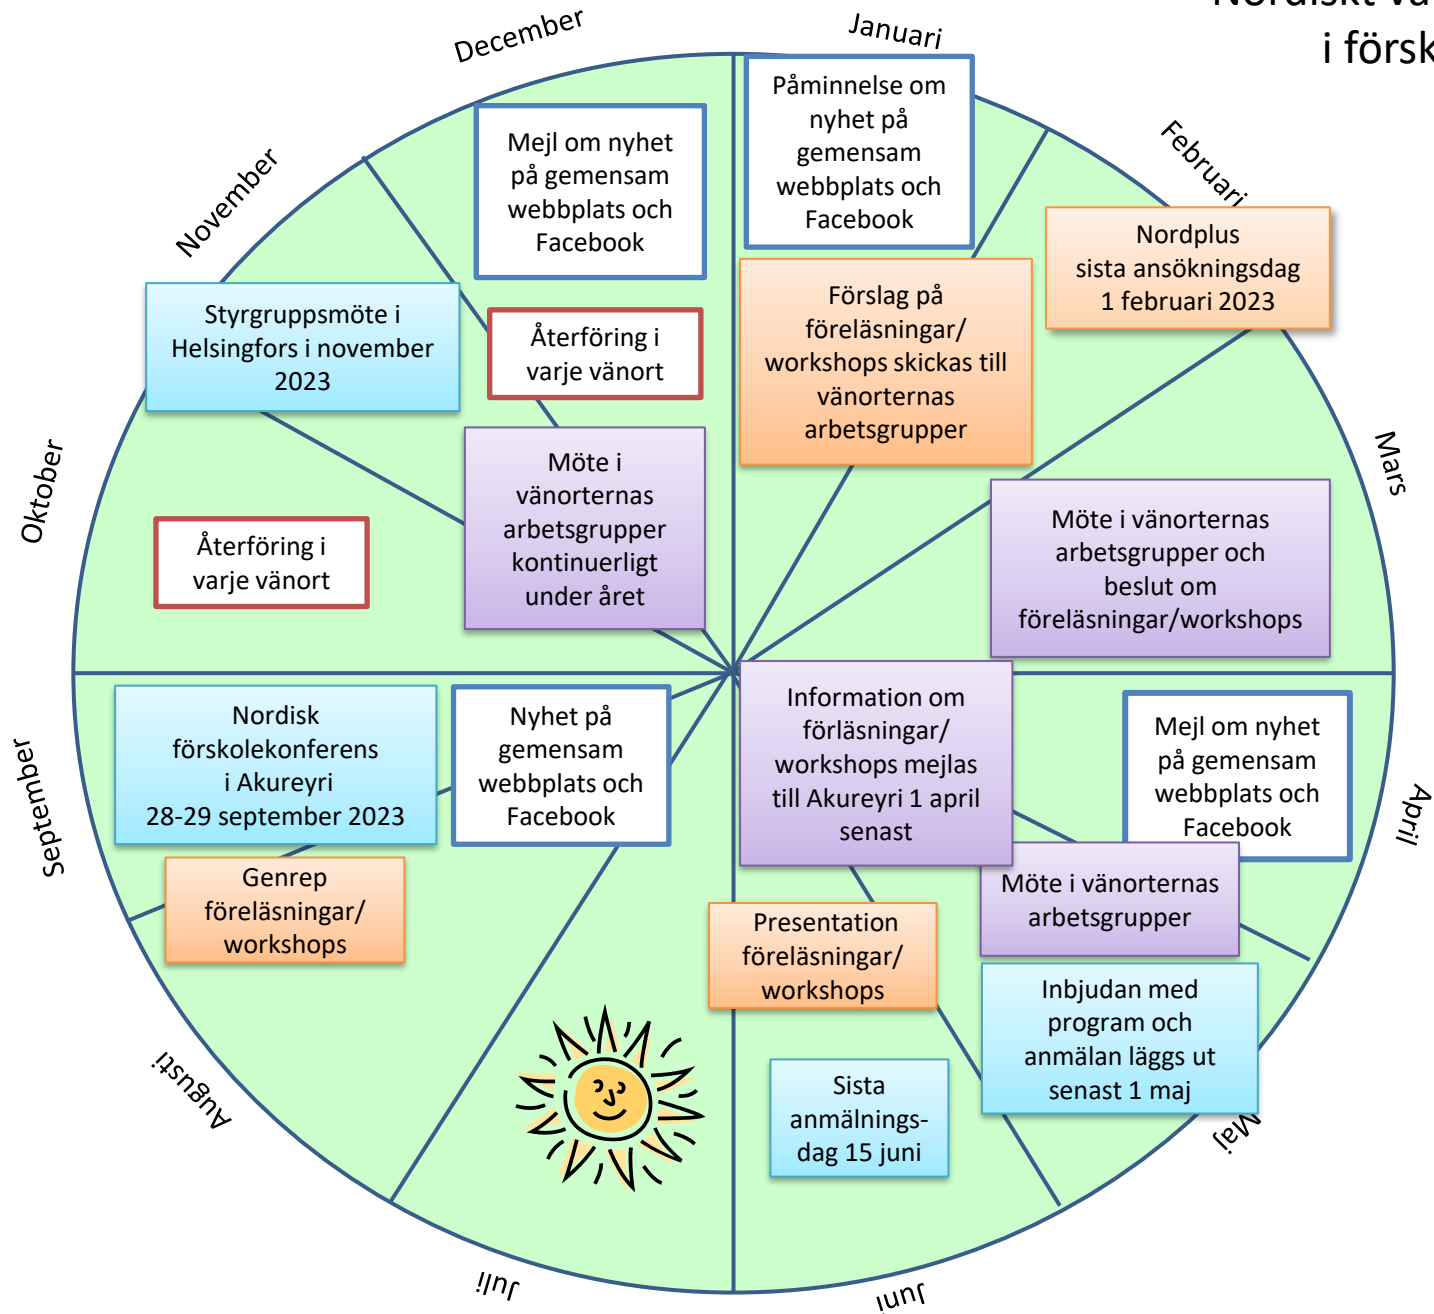 Nordiskt
i försk
December
Januari
Påminnelse om
nyhet på
gemensam
webbplats och
Facebook
Mejl om nyhet
på gemensam
webbplats och
Facebook
Februari
November
Nordplus
sista ansökningsdag
1 februari 2023
Förslag på
föreläsningar/
workshops skickas till
vänorternas
arbetsgrupper
Styrgruppsmöte i
Helsingfors i november
2023
Återföring i
varje vänort
Mars
Oktober
Möte i
vänorternas
arbetsgrupper
kontinuerligt
under året
Möte i vänorternas
arbetsgrupper och
beslut om
föreläsningar/workshops
Återföring i
varje vänort
Information om
förläsningar/
workshops mejlas
till Akureyri 1 april
senast
Nordisk
förskolekonferens
i Akureyri
28-29 september 2023
Nyhet på
gemensam
webbplats och
Facebook
Mejl om nyhet
på gemensam
webbplats och
Facebook
September
April
Genrep
föreläsningar/
workshops
Möte i vänorternas
arbetsgrupper
Presentation
föreläsningar/
workshops
Inbjudan med
program och
anmälan läggs ut
senast 1 maj
Sista
anmälnings-
dag 15 juni
Augusti
Maj
Juli
Juni